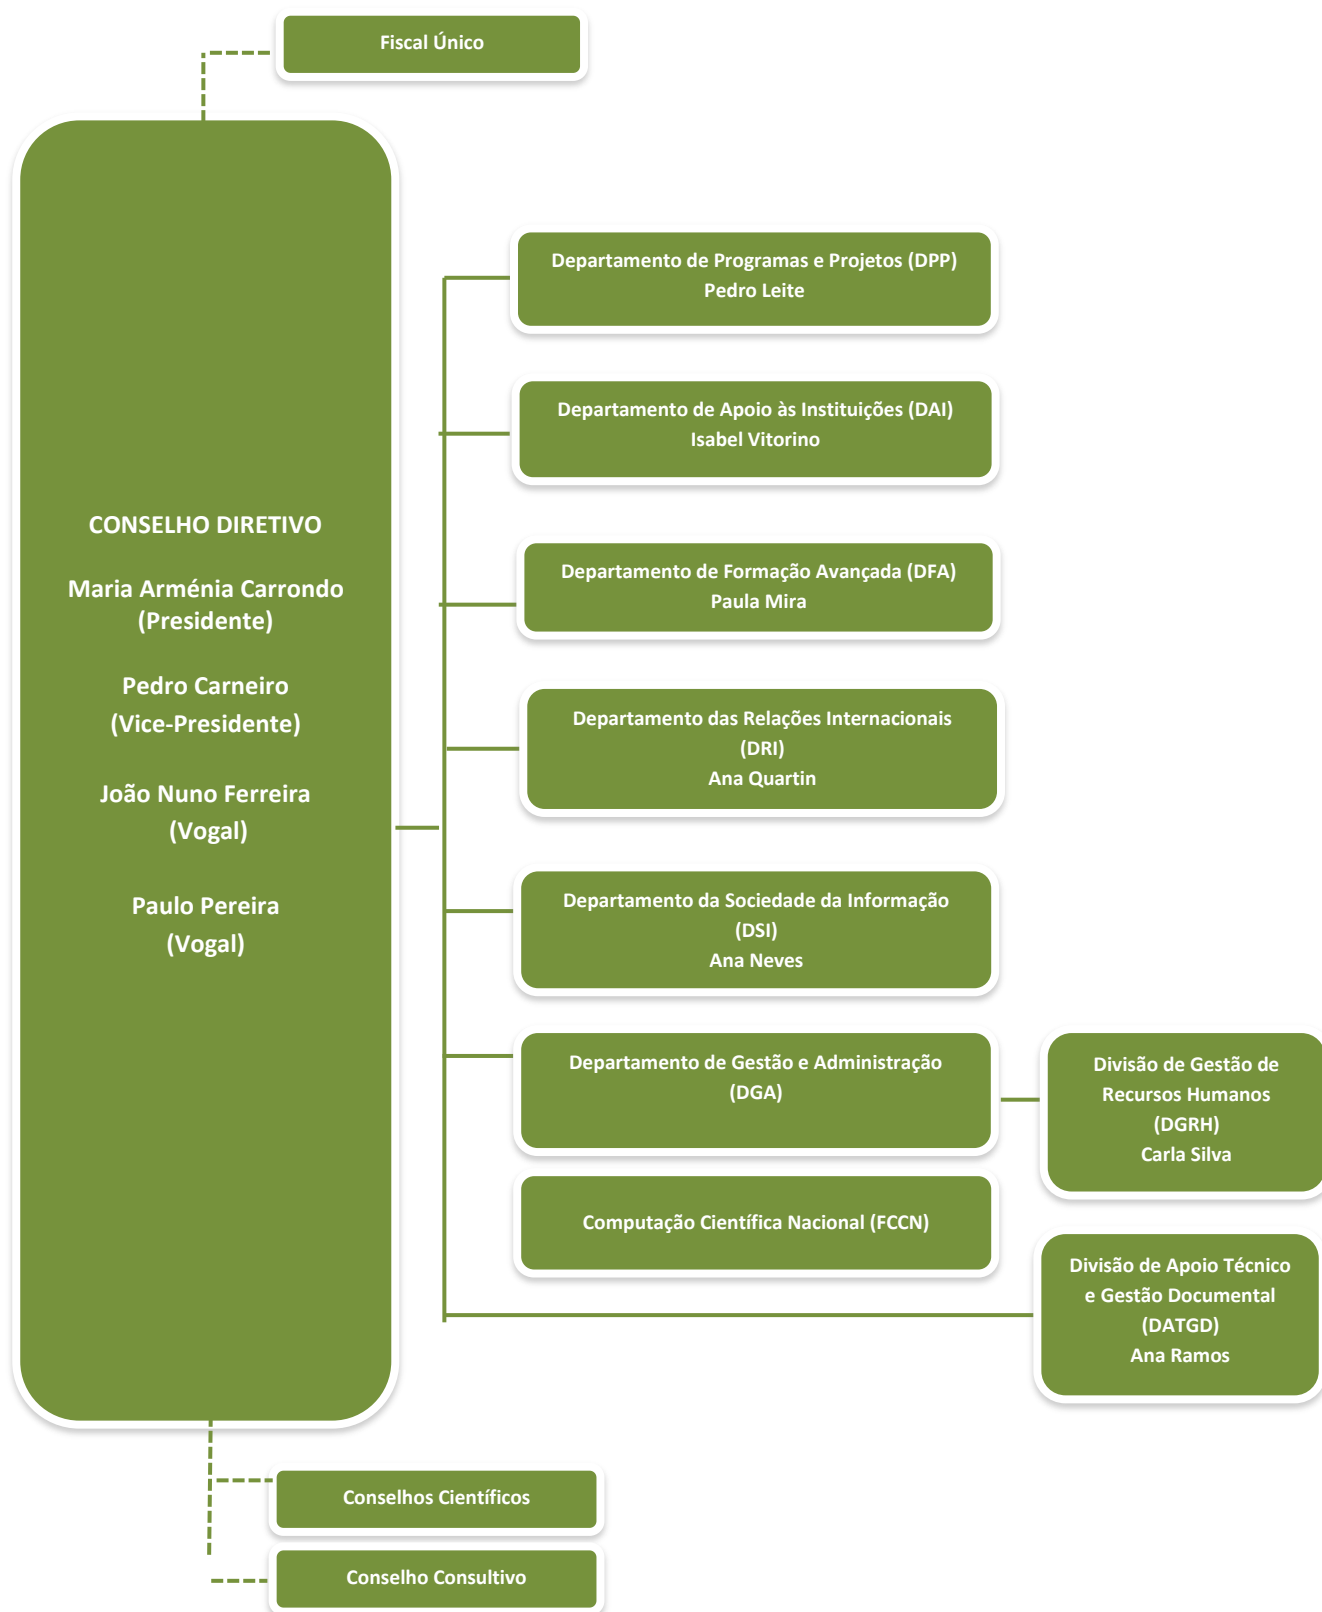 Fiscal Único
CONSELHO DIRETIVO
Maria Arménia Carrondo
(Presidente)
Pedro Carneiro
(Vice-Presidente)
João Nuno Ferreira
(Vogal)
Paulo Pereira
(Vogal)
Departamento de Programas e Projetos (DPP)
Pedro Leite
Departamento de Apoio às Instituições (DAI)
Isabel Vitorino
Departamento de Formação Avançada (DFA)
Paula Mira
Departamento das Relações Internacionais
(DRI)
Ana Quartin
Departamento da Sociedade da Informação
(DSI)
Ana Neves
Departamento de Gestão e Administração
(DGA)
Divisão de Gestão de
Recursos Humanos
(DGRH)
Carla Silva
Computação Científica Nacional (FCCN)
Divisão de Apoio Técnico
e Gestão Documental
(DATGD)
Ana Ramos
Conselhos Científicos
Conselho Consultivo